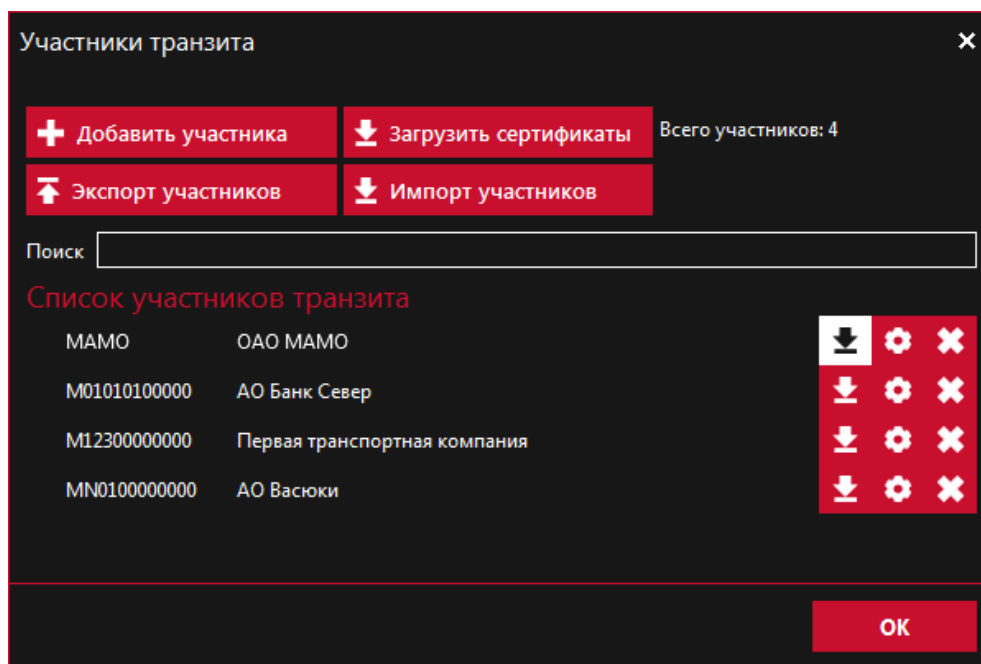 Участники транзита
Добавить участника
Загрузить сертификаты
Всего участников: 4
Экспорт участников
Импорт участников
Поиск
Список участников транзита
МАМО ОАО МАМО
M01010100000 АО Банк Север
M12300000000 Первая транспортная компания
MN0100000000 АО Васюки
OK